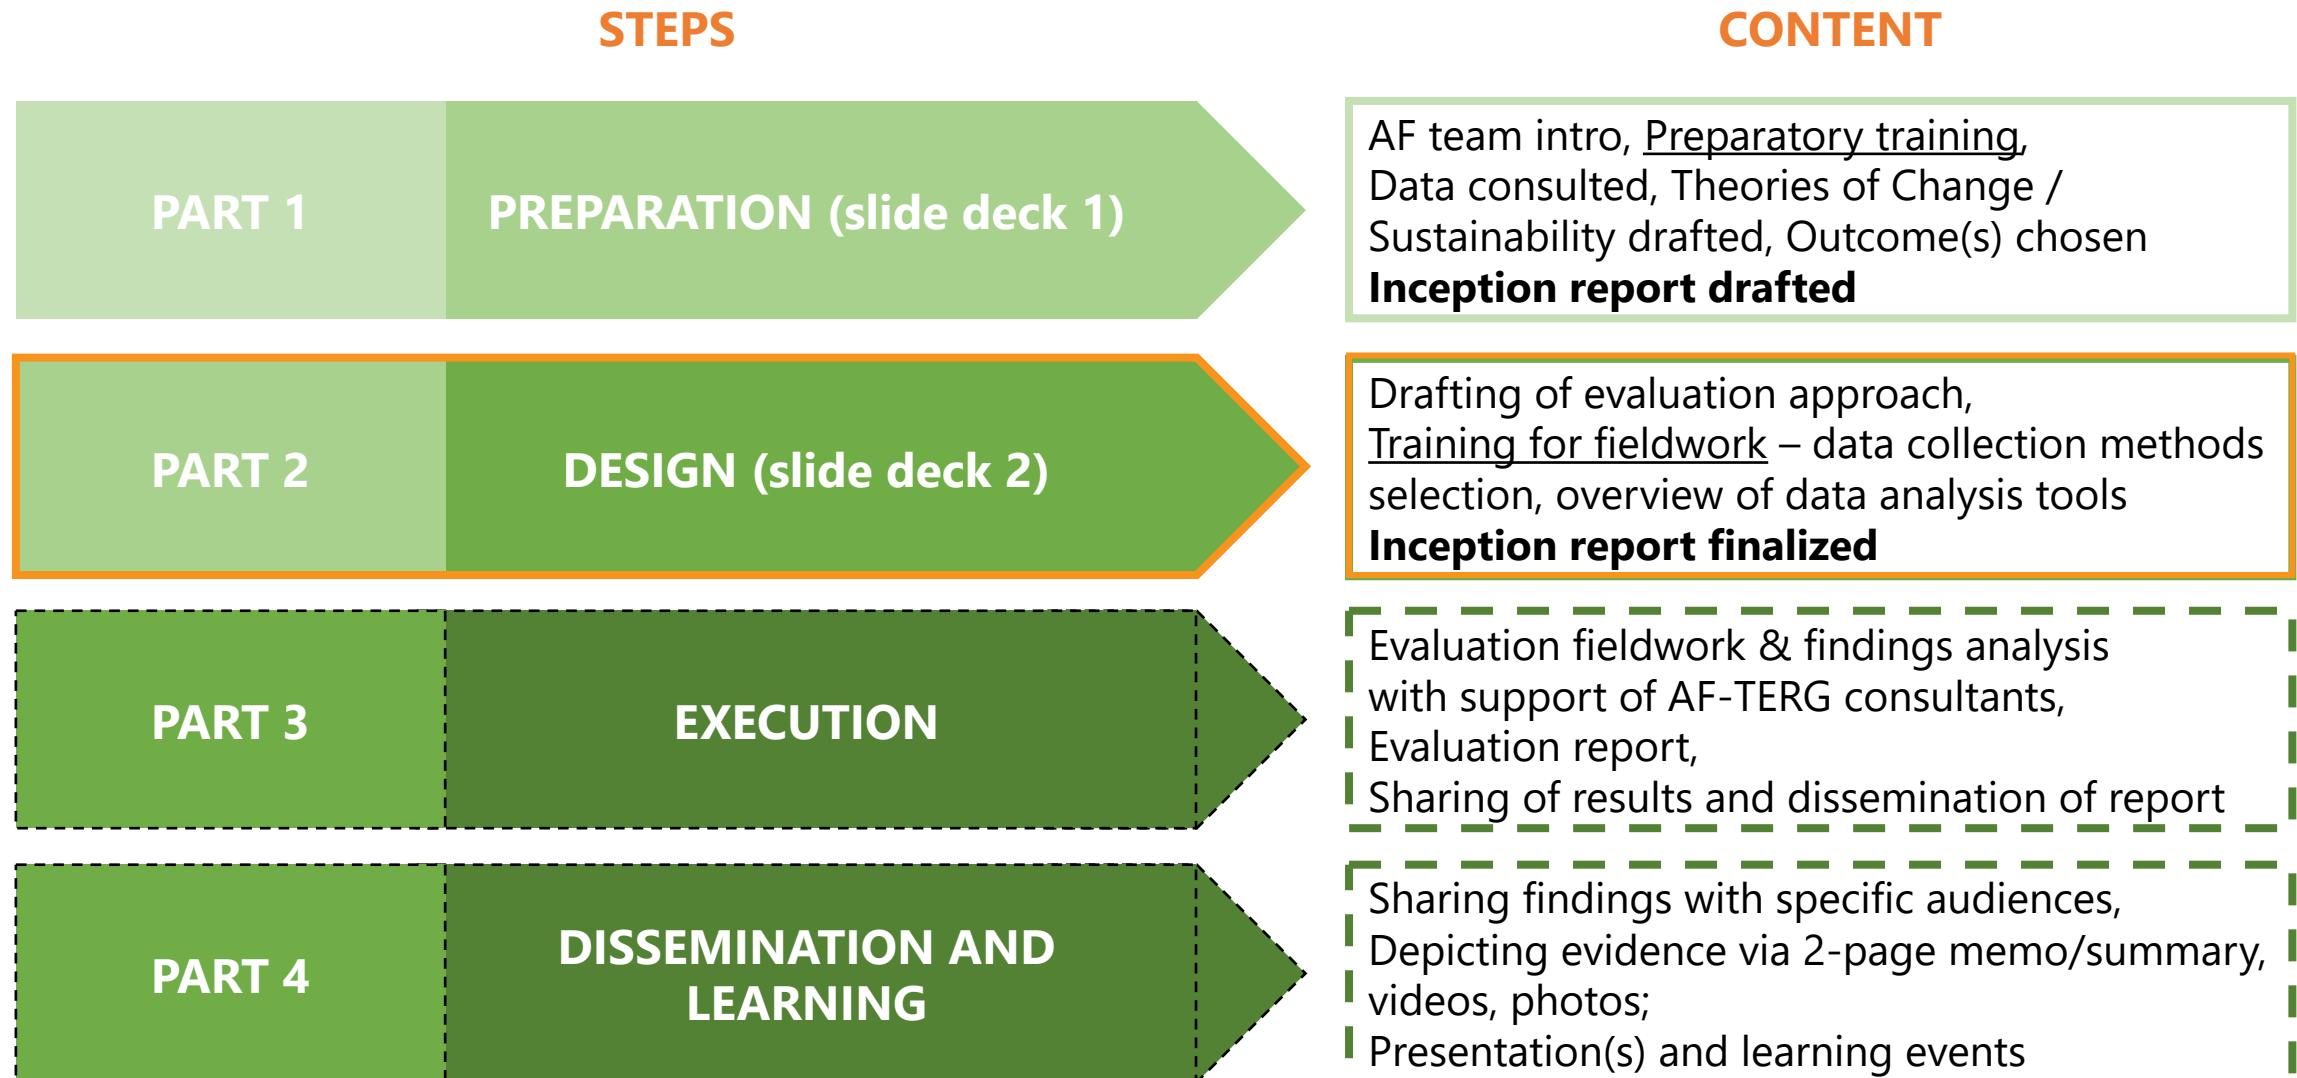 STEPS
CONTENT
PART 1
PREPARATION (slide deck 1)
AF team intro, Preparatory training,
Data consulted, Theories of Change /
Sustainability drafted, Outcome(s) chosen
Inception report drafted
PART 2
DESIGN (slide deck 2)
Drafting of evaluation approach,
Training for fieldwork – data collection methods
selection, overview of data analysis tools
Inception report finalized
PART 3
EXECUTION
Evaluation fieldwork & findings analysis
with support of AF-TERG consultants,
Evaluation report,
Sharing of results and dissemination of report
PART 4
DISSEMINATION AND
LEARNING
Sharing findings with specific audiences,
Depicting evidence via 2-page memo/summary,
videos, photos;
Presentation(s) and learning events